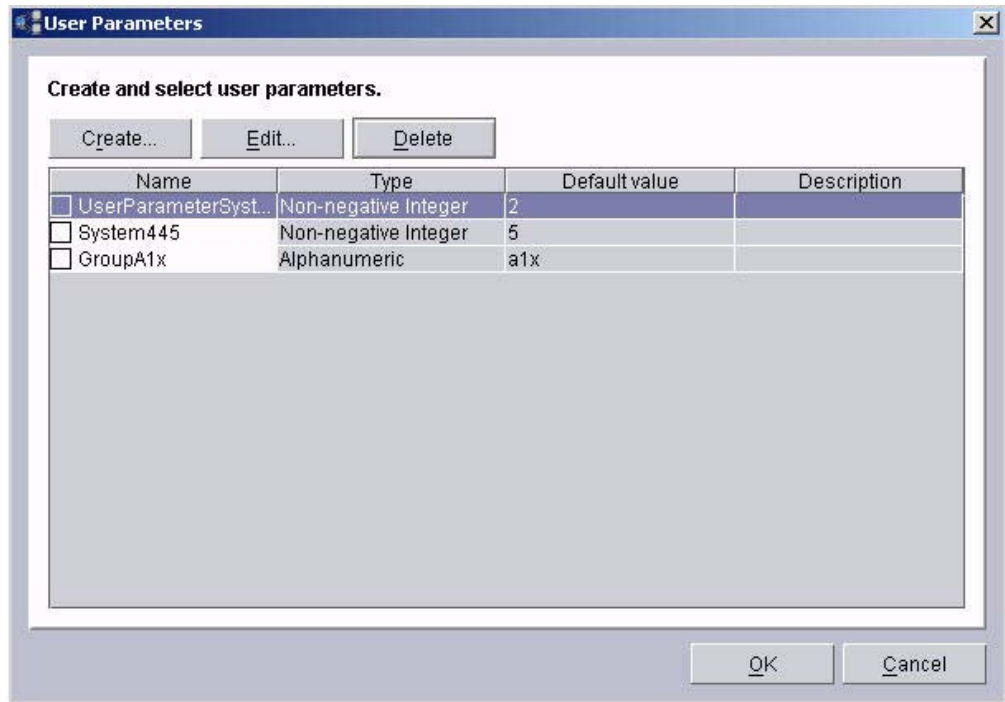 User Parameters
Create and select user parameters.
Create... Edit... Delete
Name Type Default value Description
UserParameterSyst... Non-negative Integer 2
System445 Non-negative Integer 5
GroupA1x Alphanumeric a1x
OK Cancel